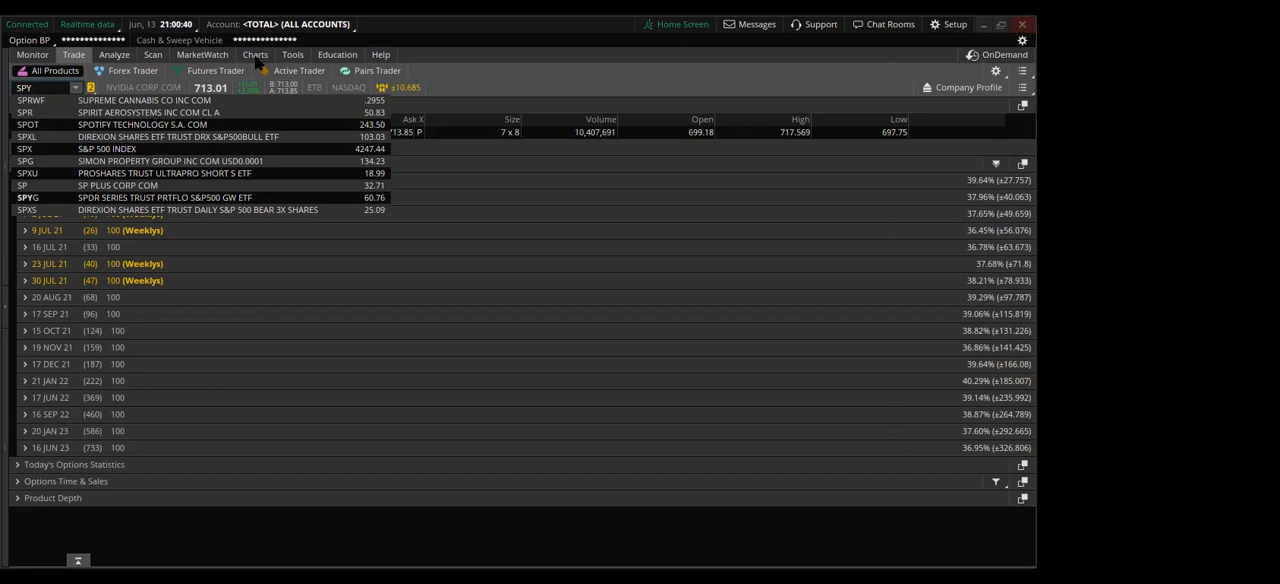 Connected Realtime data Jun, 13 21:00:40 Account: <TOTAL> (ALL ACCOUNTS) Home Screen Messages Support Chat Rooms Setup
Option BP ************** Cash & Sweep Vehicle **************
Monitor Trade Analyze Scan MarketWatch Charts Tools Education Help OnDemand
All Products Forex Trader Futures Trader Active Trader Pairs Trader
SPY 2 NVIDIA CORP COM 713.01 B: 713.00 A: 713.85 ETB NASDAQ ±10.685 Company Profile
SPRWF SUPREME CANNABIS CO INC COM .2955
SPR SPIRIT AEROSYSTEMS INC COM CL A 50.83
SPOT SPOTIFY TECHNOLOGY S.A. COM 243.50
SPXL DIREXION SHARES ETF TRUST DRX S&P500BULL ETF 103.03
SPX S&P 500 INDEX 4247.44
SPG SIMON PROPERTY GROUP INC COM USD0.0001 134.23
SPXU PROSHARES TRUST ULTRAPRO SHORT S ETF 18.99
SP SP PLUS CORP COM 32.71
SPYG SPDR SERIES TRUST PRTFLO S&P500 GW ETF 60.76
SPXS DIREXION SHARES ETF TRUST DAILY S&P 500 BEAR 3X SHARES 25.09
Ask X Size Volume Open High Low
13.85 P 7 x 8 10,407,691 699.18 717.569 697.75
39.64% (±27.757)
37.96% (±40.063)
37.65% (±49.659)
9 JUL 21 (26) 100 (Weeklys) 36.45% (±56.076)
16 JUL 21 (33) 100 36.78% (±63.673)
23 JUL 21 (40) 100 (Weeklys) 37.68% (±71.8)
30 JUL 21 (47) 100 (Weeklys) 38.21% (±78.933)
20 AUG 21 (68) 100 39.29% (±97.787)
17 SEP 21 (96) 100 39.06% (±115.819)
15 OCT 21 (124) 100 38.82% (±131.226)
19 NOV 21 (159) 100 36.86% (±141.425)
17 DEC 21 (187) 100 39.64% (±166.08)
21 JAN 22 (222) 100 40.29% (±185.007)
17 JUN 22 (369) 100 39.14% (±235.992)
16 SEP 22 (460) 100 38.87% (±264.789)
20 JAN 23 (586) 100 37.60% (±292.665)
16 JUN 23 (733) 100 36.95% (±326.806)
Today's Options Statistics
Options Time & Sales
Product Depth